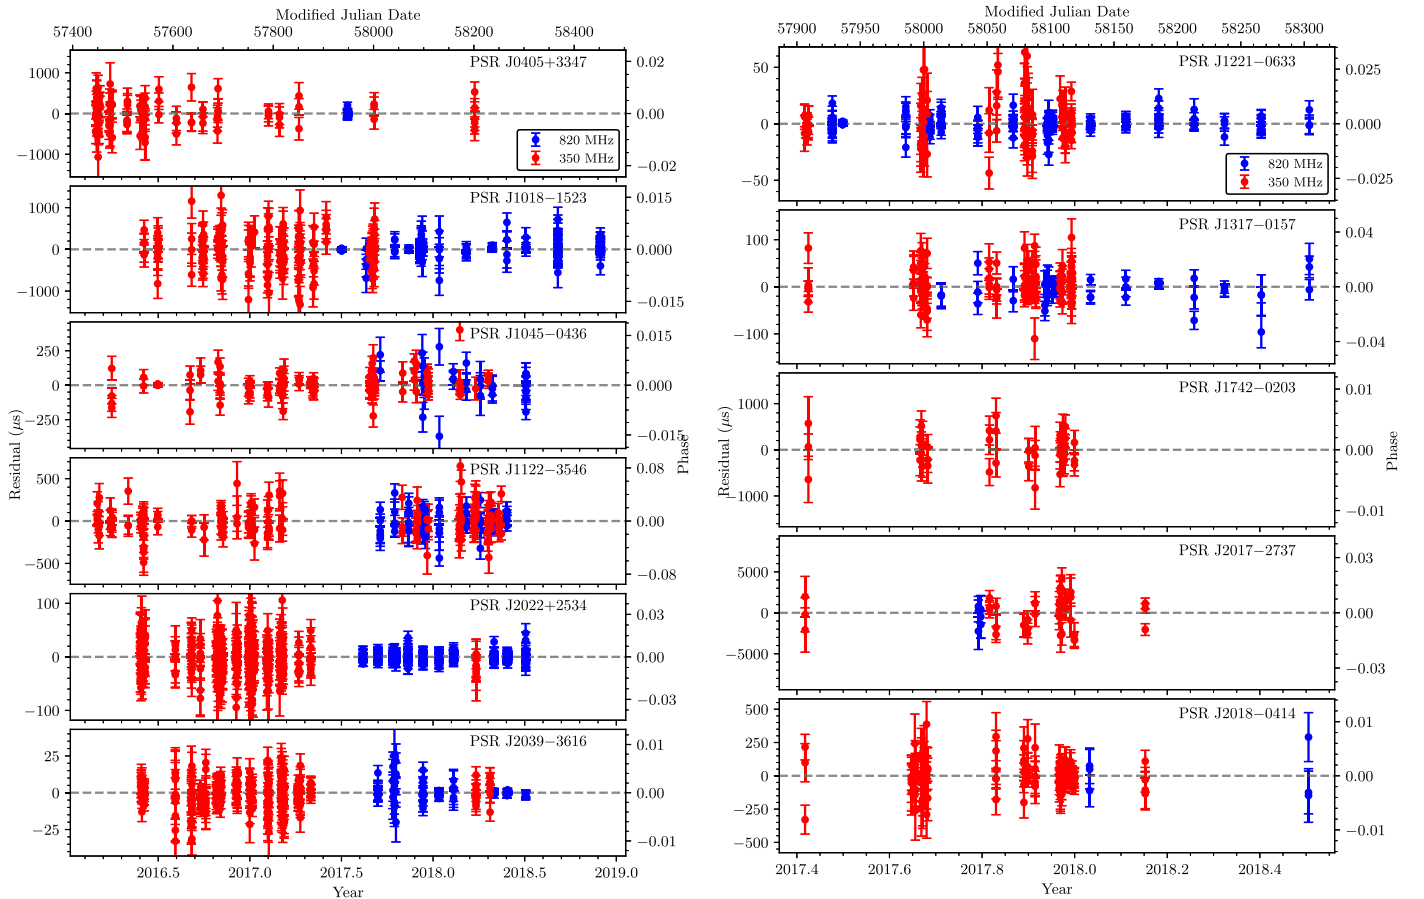 Modified Julian Date
57400 57600 57800 58000 58200 58400
PSR J0405+3347
1000
0
−1000
0.02
0.00
−0.02
820 MHz
350 MHz
PSR J1018−1523
1000
0
−1000
0.015
0.000
−0.015
PSR J1045−0436
250
0
−250
0.015
0.000
−0.015
PSR J1122−3546
500
0
−500
0.08
0.00
−0.08
PSR J2022+2534
100
0
−100
0.03
0.00
−0.03
PSR J2039−3616
25
0
−25
0.01
0.00
−0.01
Residual (μs)
Phase
2016.5 2017.0 2017.5 2018.0 2018.5 2019.0
Year
Modified Julian Date
57900 57950 58000 58050 58100 58150 58200 58250 58300
PSR J1221−0633
50
0
−50
0.025
0.000
−0.025
820 MHz
350 MHz
PSR J1317−0157
100
0
−100
0.04
0.00
−0.04
PSR J1742−0203
1000
0
−1000
0.01
0.00
−0.01
PSR J2017−2737
5000
0
−5000
0.03
0.00
−0.03
PSR J2018−0414
500
250
0
−250
−500
0.01
0.00
−0.01
Residual (μs)
Phase
2017.4 2017.6 2017.8 2018.0 2018.2 2018.4
Year